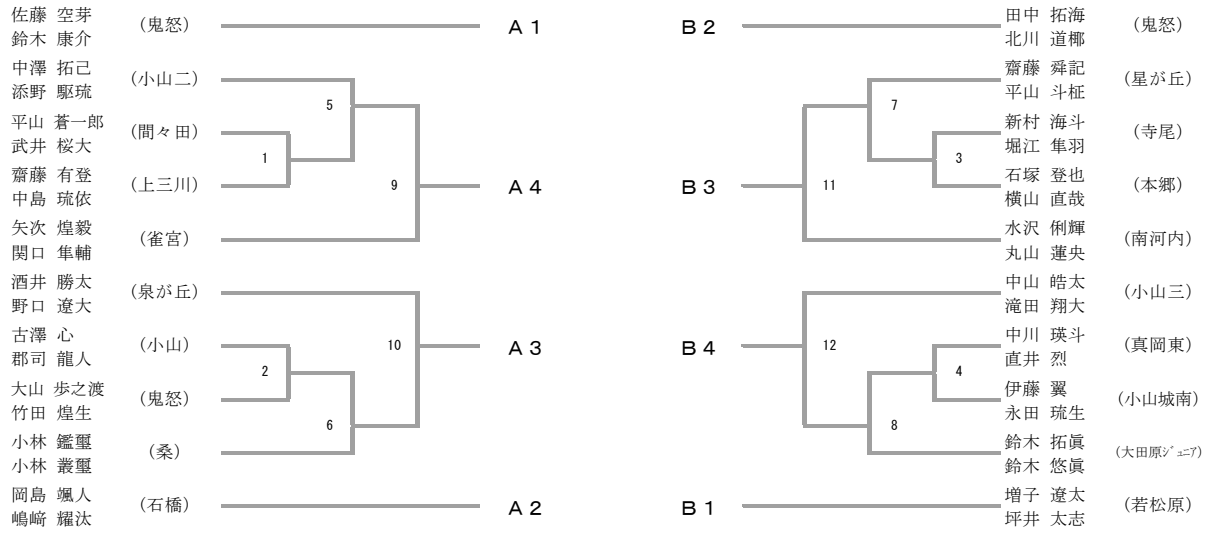 佐藤 空芽
鈴木 康介
(鬼怒)
A 1
中澤 拓己
添野 駆琉
(小山二)
5
平山 蒼一郎
武井 桜大
(間々田)
1
齋藤 有登
中島 琉依
(上三川)
9
A 4
矢次 煌毅
関口 隼輔
(雀宮)
酒井 勝太
野口 遼大
(泉が丘)
古澤 心
郡司 龍人
(小山)
10
A 3
2
大山 歩之渡
竹田 煌生
(鬼怒)
6
小林 鑑璽
小林 叢璽
(桑)
岡島 颯人
嶋﨑 耀汰
(石橋)
A 2
B 2
田中 拓海
北川 道椰
(鬼怒)
齋藤 舜記
平山 斗柾
(星が丘)
7
新村 海斗
堀江 隼羽
(寺尾)
3
石塚 登也
横山 直哉
(本郷)
B 3
11
水沢 俐輝
丸山 蓮央
(南河内)
中山 皓太
滝田 翔大
(小山三)
B 4
12
中川 瑛斗
直井 烈
(真岡東)
4
伊藤 翼
永田 琉生
(小山城南)
8
鈴木 拓眞
鈴木 悠眞
(大田原ジュニア)
B 1
増子 遼太
坪井 太志
(若松原)